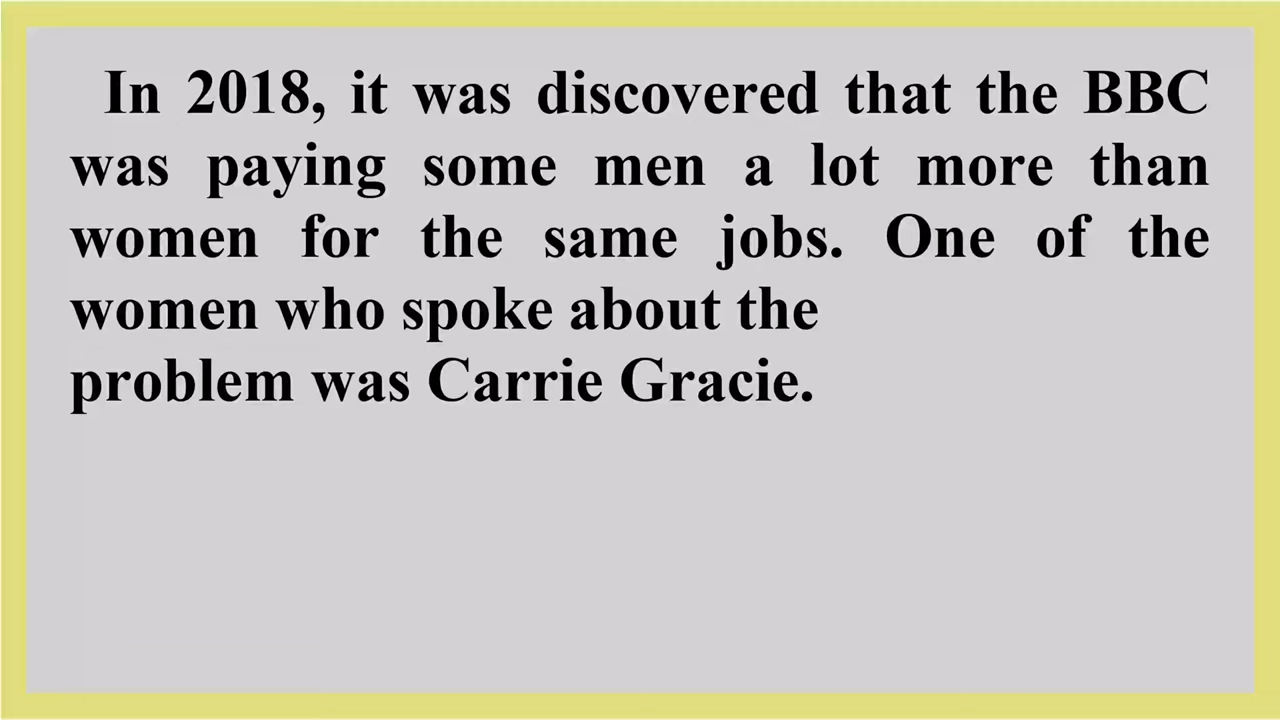 In 2018, it was discovered that the BBC
was paying some men a lot more than
women for the same jobs. One of the
women who spoke about the
problem was Carrie Gracie.